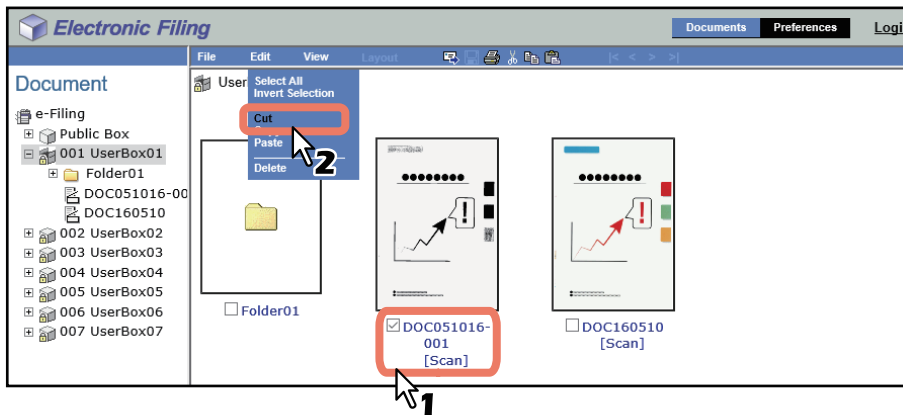 Electronic Filing
Documents
Preferences
File
Edit
View
Layout
|< < > >|
Document
e-Filing
Public Box
001 UserBox01
Folder01
DOC051016-00
DOC160510
002 UserBox02
003 UserBox03
004 UserBox04
005 UserBox05
006 UserBox06
007 UserBox07
Select All
Invert Selection
Cut
Paste
Delete
2
!
!
Folder01
DOC051016-
001
[Scan]
DOC160510
[Scan]
1